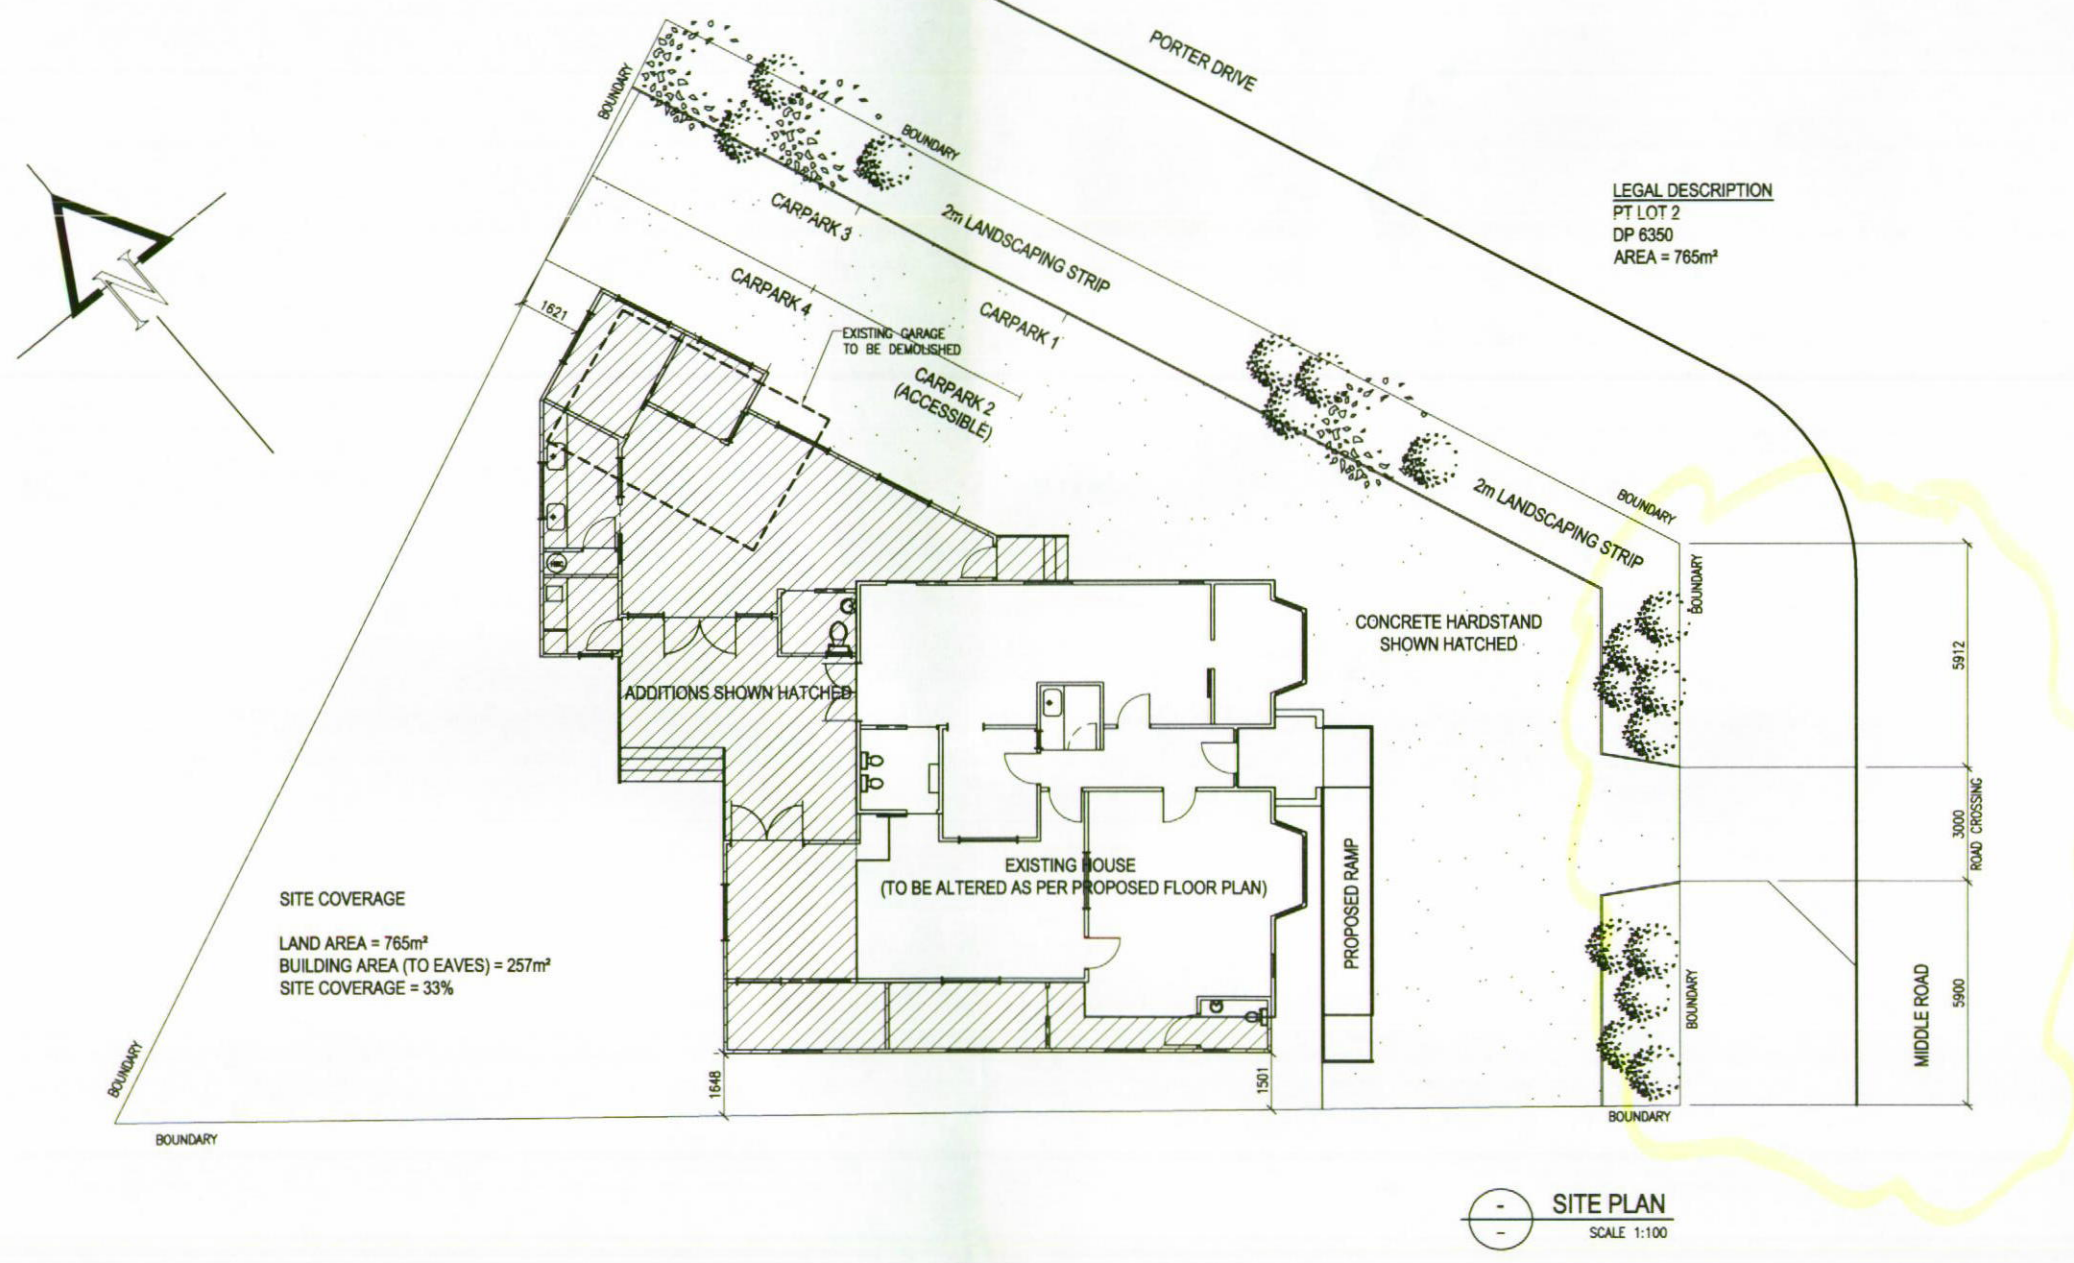 PORTER DRIVE
BOUNDARY
BOUNDARY
LEGAL DESCRIPTION
PT LOT 2
DP 6350
AREA = 765m²
CARPARK 3
2m LANDSCAPING STRIP
CARPARK 4
CARPARK 1
1621
EXISTING GARAGE
TO BE DEMOLISHED
CARPARK 2
(ACCESSIBLE)
N
2m LANDSCAPING STRIP
BOUNDARY
BOUNDARY
HWC
CONCRETE HARDSTAND
SHOWN HATCHED
5912
ADDITIONS SHOWN HATCHED
3000
ROAD CROSSING
EXISTING HOUSE
(TO BE ALTERED AS PER PROPOSED FLOOR PLAN)
PROPOSED RAMP
SITE COVERAGE
LAND AREA = 765m²
BUILDING AREA (TO EAVES) = 257m²
SITE COVERAGE = 33%
BOUNDARY
MIDDLE ROAD
5900
BOUNDARY
1648
1501
BOUNDARY
BOUNDARY
SITE PLAN
SCALE 1:100